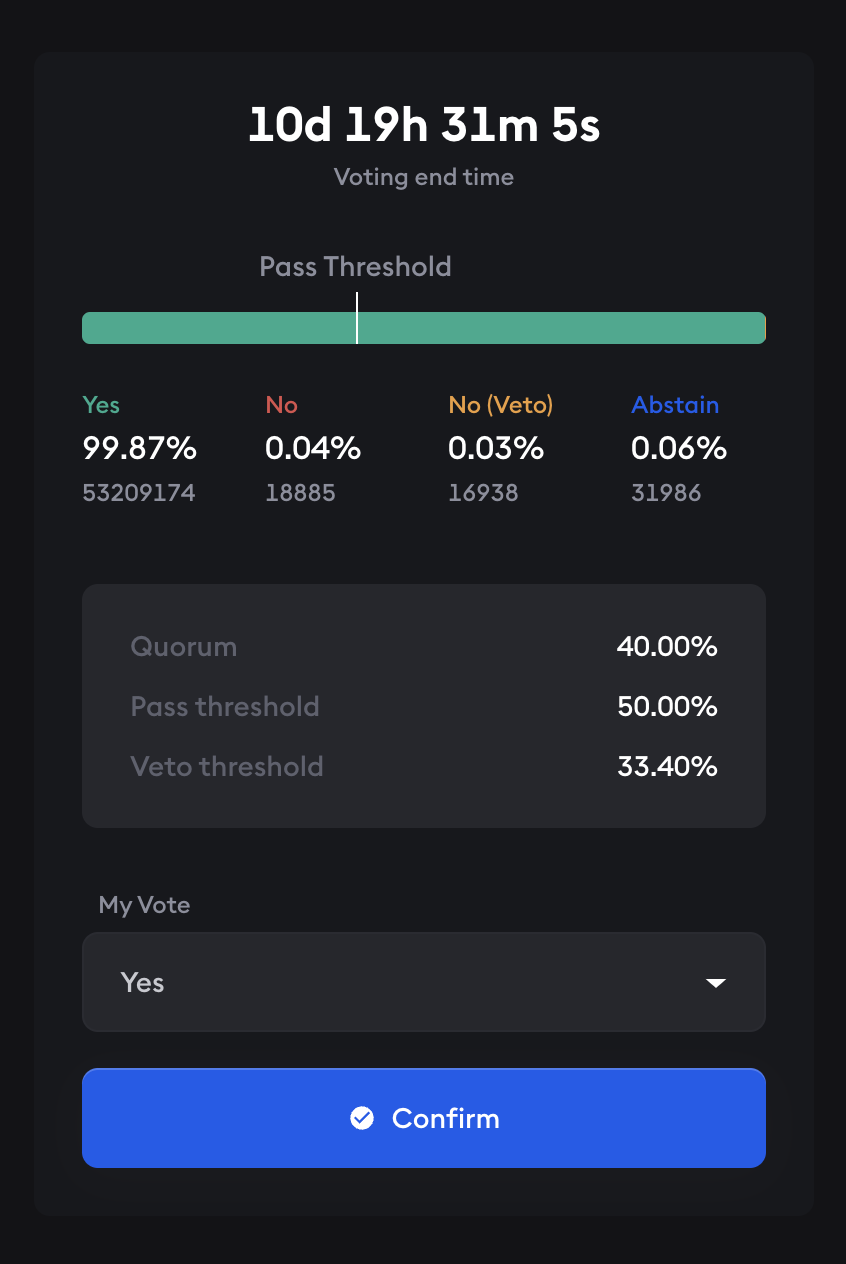 10d 19h 31m 5s
Voting end time
Pass Threshold
Yes No No (Veto) Abstain
99.87% 0.04% 0.03% 0.06%
53209174 18885 16938 31986
Quorum 40.00%
Pass threshold 50.00%
Veto threshold 33.40%
My Vote
Yes
Confirm